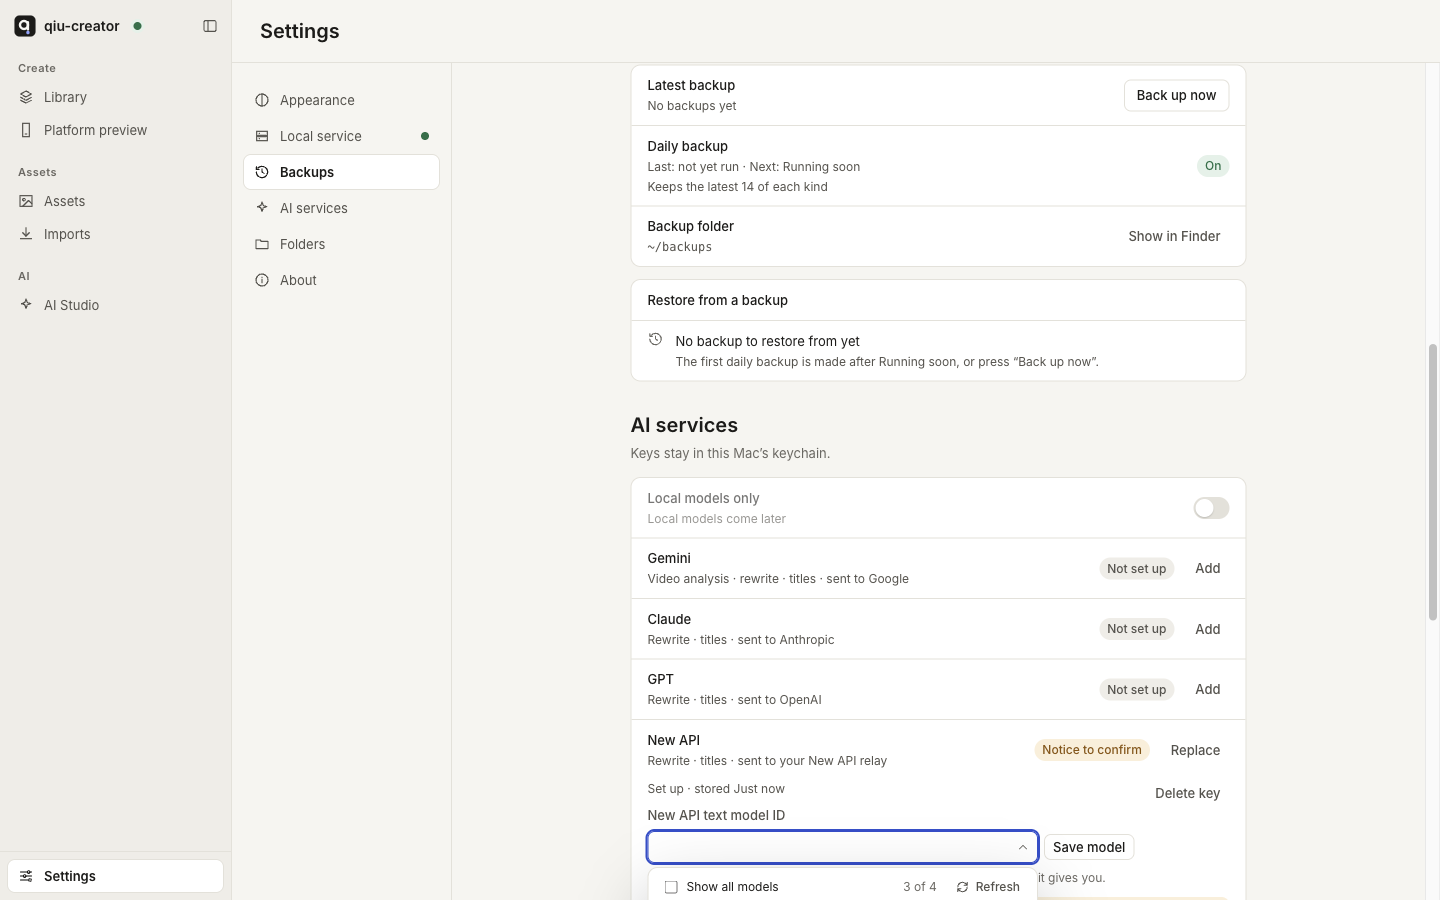 qiu-creator
Settings
Create
Library
Platform preview
Assets
Assets
Imports
AI
AI Studio
Settings
Appearance
Local service
Backups
AI services
Folders
About
Latest backup
No backups yet
Back up now
Daily backup
Last: not yet run · Next: Running soon
Keeps the latest 14 of each kind
On
Backup folder
~/backups
Show in Finder
Restore from a backup
No backup to restore from yet
The first daily backup is made after Running soon, or press “Back up now”.
AI services
Keys stay in this Mac’s keychain.
Local models only
Local models come later
Gemini
Video analysis · rewrite · titles · sent to Google
Not set up
Add
Claude
Rewrite · titles · sent to Anthropic
Not set up
Add
GPT
Rewrite · titles · sent to OpenAI
Not set up
Add
New API
Rewrite · titles · sent to your New API relay
Notice to confirm
Replace
Set up · stored Just now
Delete key
New API text model ID
Save model
it gives you.
Show all models
3 of 4
Refresh